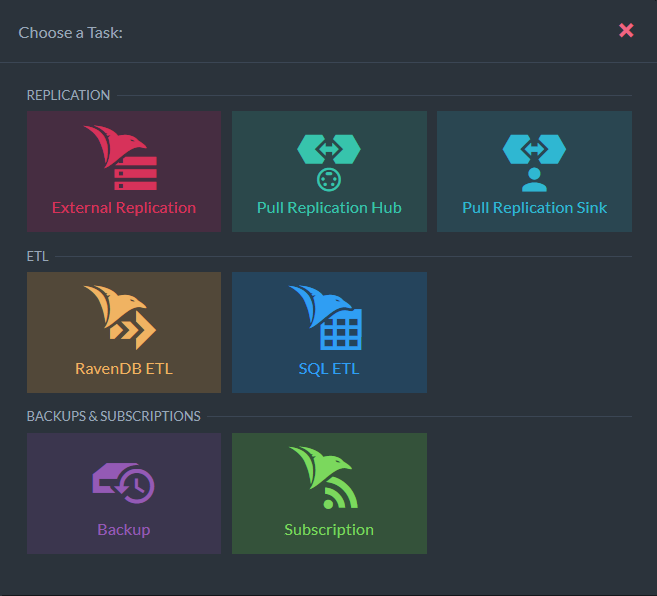 Choose a Task:
REPLICATION
External Replication
Pull Replication Hub
Pull Replication Sink
ETL
RavenDB ETL
SQL ETL
BACKUPS & SUBSCRIPTIONS
Backup
Subscription